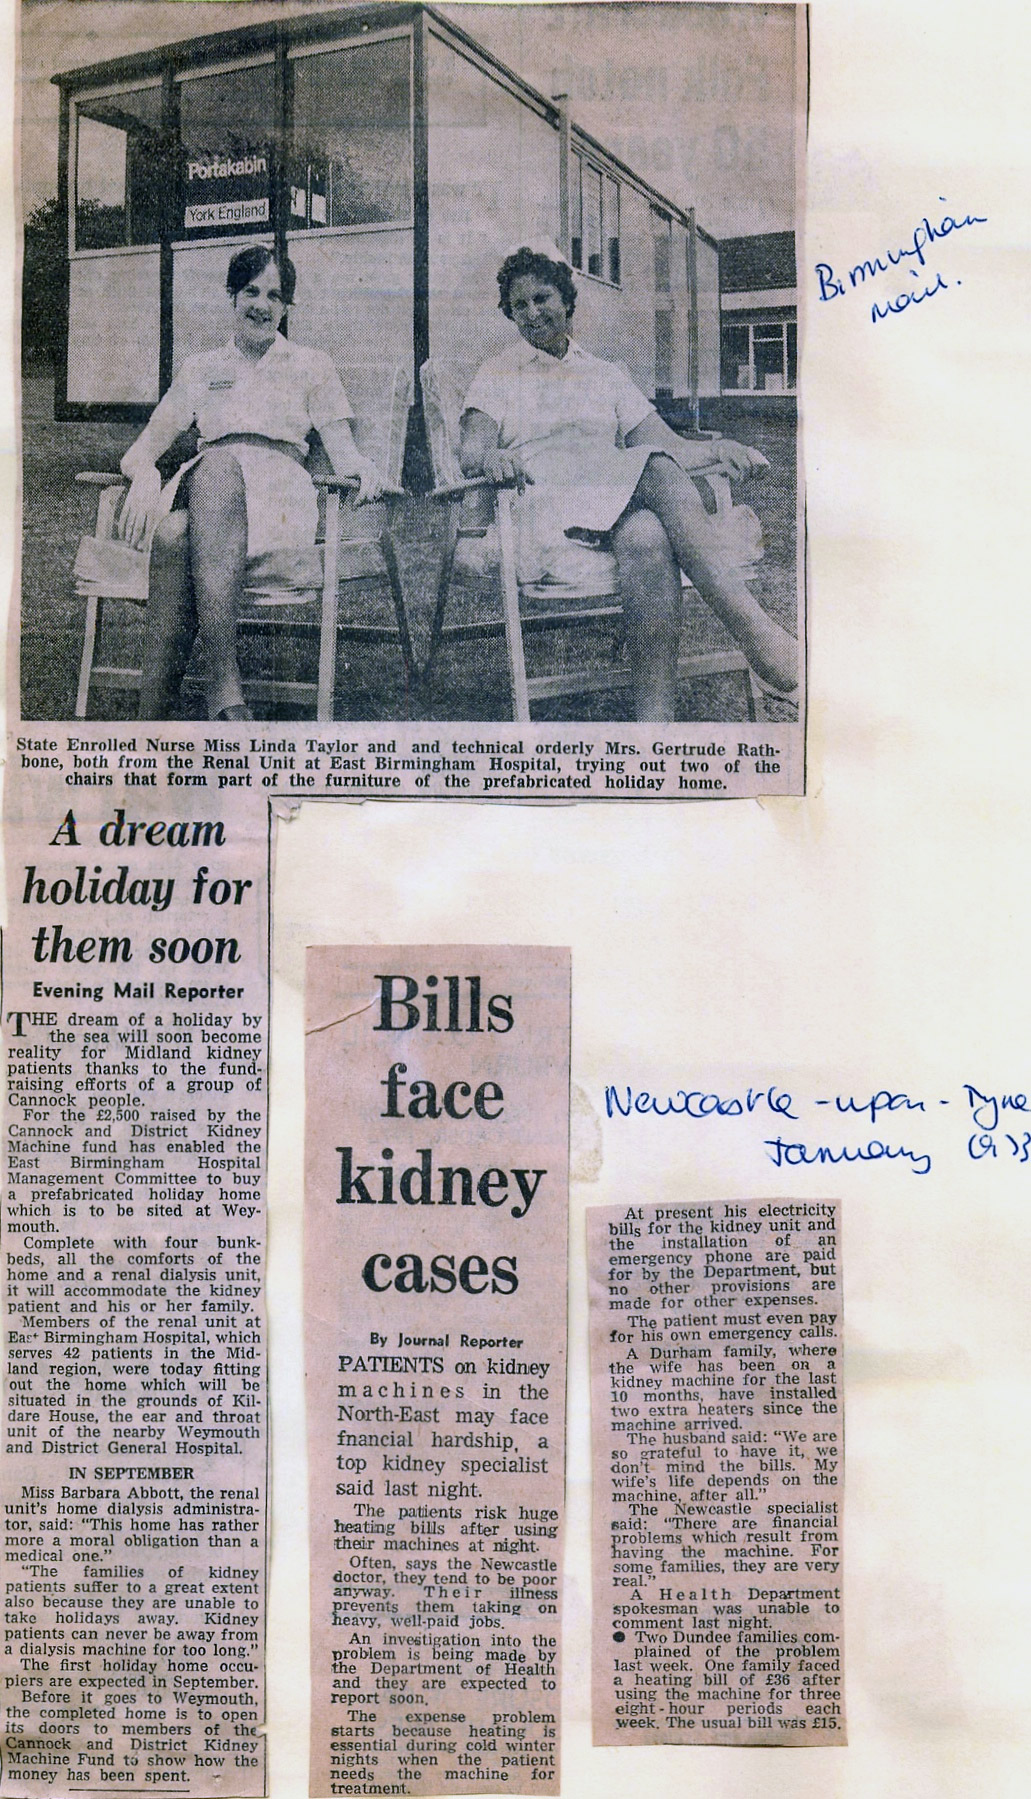 Portakabin
York England
Birmingham
mail.
State Enrolled Nurse Miss Linda Taylor and and technical orderly Mrs. Gertrude Rath-
bone, both from the Renal Unit at East Birmingham Hospital, trying out two of the
chairs that form part of the furniture of the prefabricated holiday home.
A dream
holiday for
them soon
Evening Mail Reporter
THE dream of a holiday by
the sea will soon become
reality for Midland kidney
patients thanks to the fund-
raising efforts of a group of
Cannock people.
For the £2,500 raised by the
Cannock and District Kidney
Machine fund has enabled the
East Birmingham Hospital
Management Committee to buy
a prefabricated holiday home
which is to be sited at Wey-
mouth.
Complete with four bunk-
beds, all the comforts of the
home and a renal dialysis unit,
it will accommodate the kidney
patient and his or her family.
Members of the renal unit at
East Birmingham Hospital, which
serves 42 patients in the Mid-
land region, were today fitting
out the home which will be
situated in the grounds of Kil-
dare House, the ear and throat
unit of the nearby Weymouth
and District General Hospital.
IN SEPTEMBER
Miss Barbara Abbott, the renal
unit's home dialysis administra-
tor, said: "This home has rather
more a moral obligation than a
medical one."
"The families of kidney
patients suffer to a great extent
also because they are unable to
take holidays away. Kidney
patients can never be away from
a dialysis machine for too long."
The first holiday home occu-
piers are expected in September.
Before it goes to Weymouth,
the completed home is to open
its doors to members of the
Cannock and District Kidney
Machine Fund to show how the
money has been spent.
Bills
face
kidney
cases
By Journal Reporter
PATIENTS on kidney
machines in the
North-East may face
fnancial hardship, a
top kidney specialist
said last night.
The patients risk huge
heating bills after using
their machines at night.
Often, says the Newcastle
doctor, they tend to be poor
anyway. Their illness
prevents them taking on
heavy, well-paid jobs.
An investigation into the
problem is being made by
the Department of Health
and they are expected to
report soon.
The expense problem
starts because heating is
essential during cold winter
nights when the patient
needs the machine for
treatment.
Newcastle-upon-Tyne
January 1973
At present his electricity
bills for the kidney unit and
the installation of an
emergency phone are paid
for by the Department, but
no other provisions are
made for other expenses.
The patient must even pay
for his own emergency calls.
A Durham family, where
the wife has been on a
kidney machine for the last
10 months, have installed
two extra heaters since the
machine arrived.
The husband said: "We are
so grateful to have it, we
don't mind the bills. My
wife's life depends on the
machine, after all."
The Newcastle specialist
said: "There are financial
problems which result from
having the machine. For
some families, they are very
real."
A Health Department
spokesman was unable to
comment last night.
● Two Dundee families com-
plained of the problem
last week. One family faced
a heating bill of £36 after
using the machine for three
eight-hour periods each
week. The usual bill was £15.